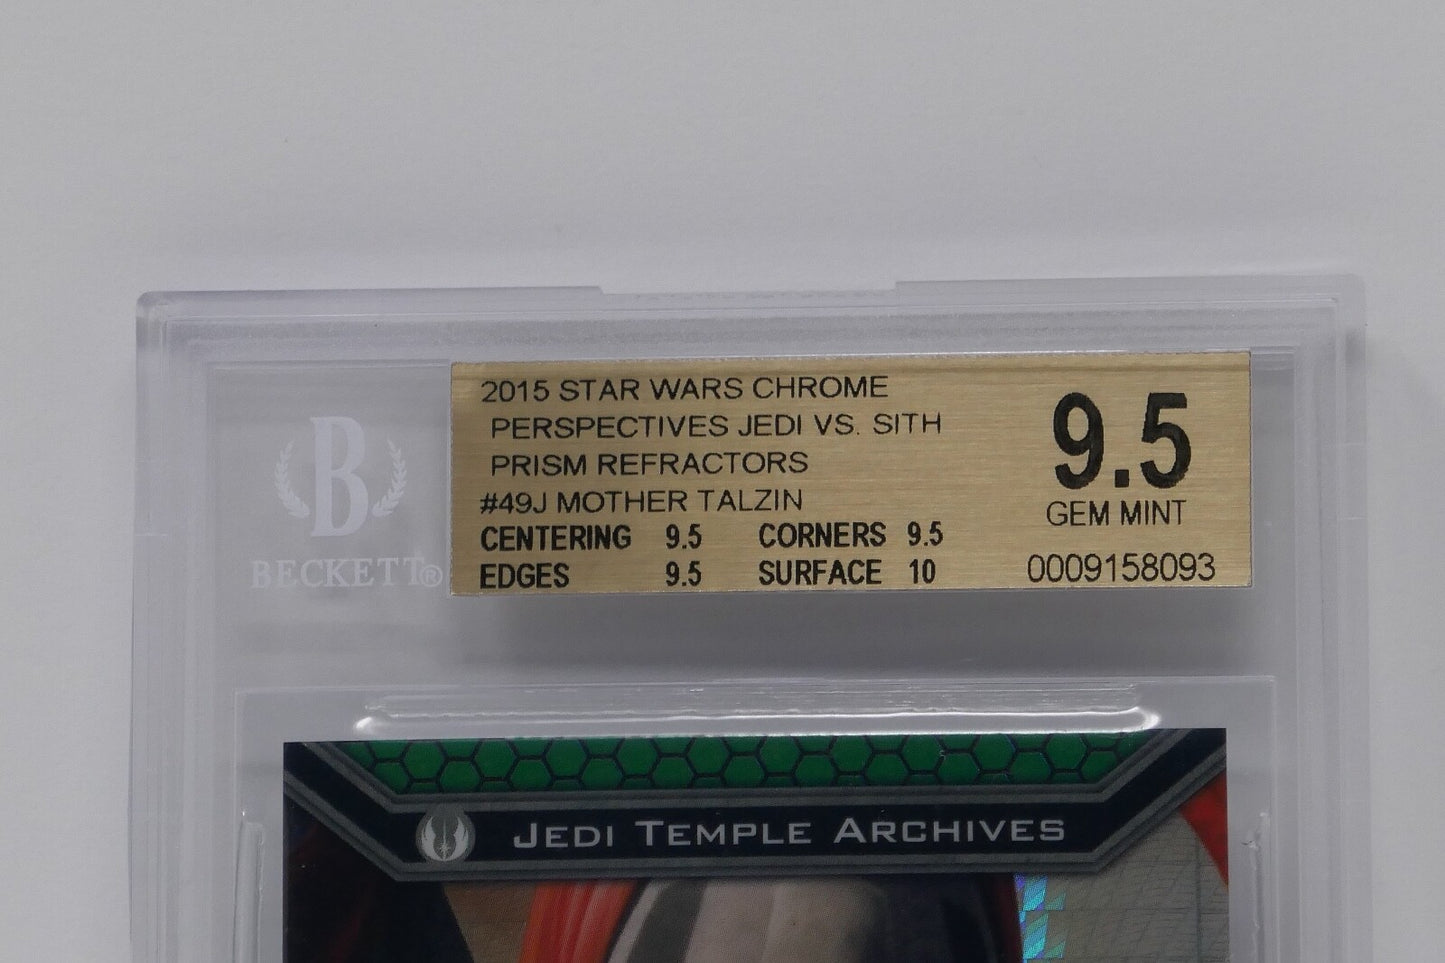 2015 STAR WARS CHROME
PERSPECTIVES JEDI VS. SITH
PRISM REFRACTORS
#49J MOTHER TALZIN
CENTERING 9.5 CORNERS 9.5
EDGES 9.5 SURFACE 10
9.5
GEM MINT
0009158093
B
BECKETT®
JEDI TEMPLE ARCHIVES